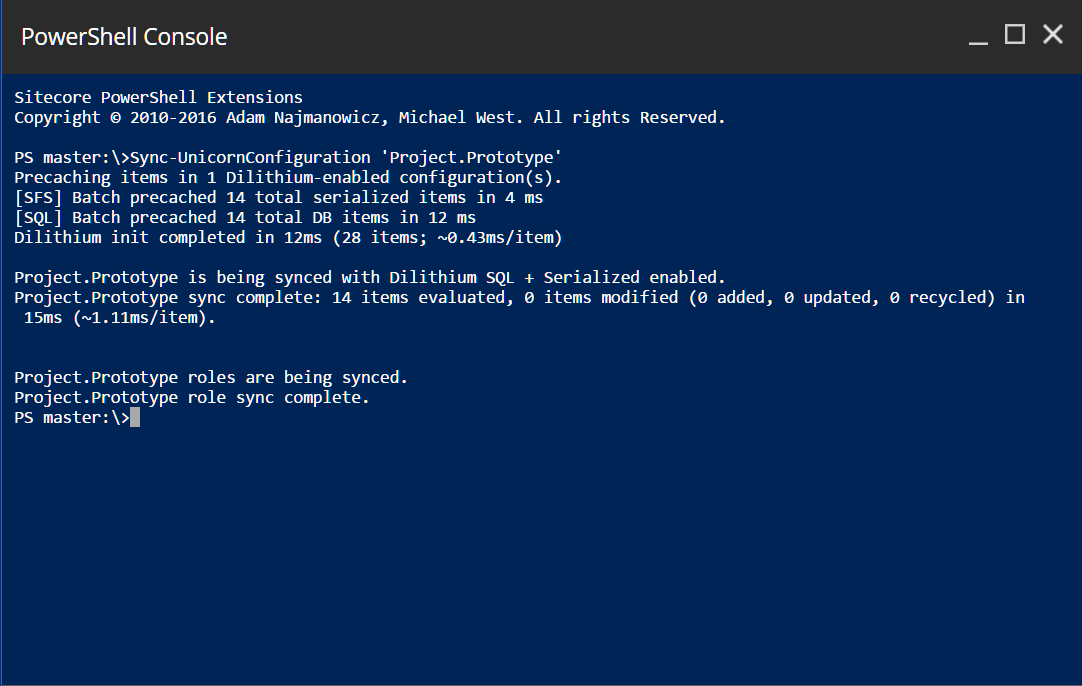 PowerShell Console
Sitecore PowerShell Extensions
Copyright © 2010-2016 Adam Najmanowicz, Michael West. All rights Reserved.
PS master:\>Sync-UnicornConfiguration 'Project.Prototype'
Precaching items in 1 Dilithium-enabled configuration(s).
[SFS] Batch precached 14 total serialized items in 4 ms
[SQL] Batch precached 14 total DB items in 12 ms
Dilithium init completed in 12ms (28 items; ~0.43ms/item)
Project.Prototype is being synced with Dilithium SQL + Serialized enabled.
Project.Prototype sync complete: 14 items evaluated, 0 items modified (0 added, 0 updated, 0 recycled) in
15ms (~1.11ms/item).
Project.Prototype roles are being synced.
Project.Prototype role sync complete.
PS master:\>